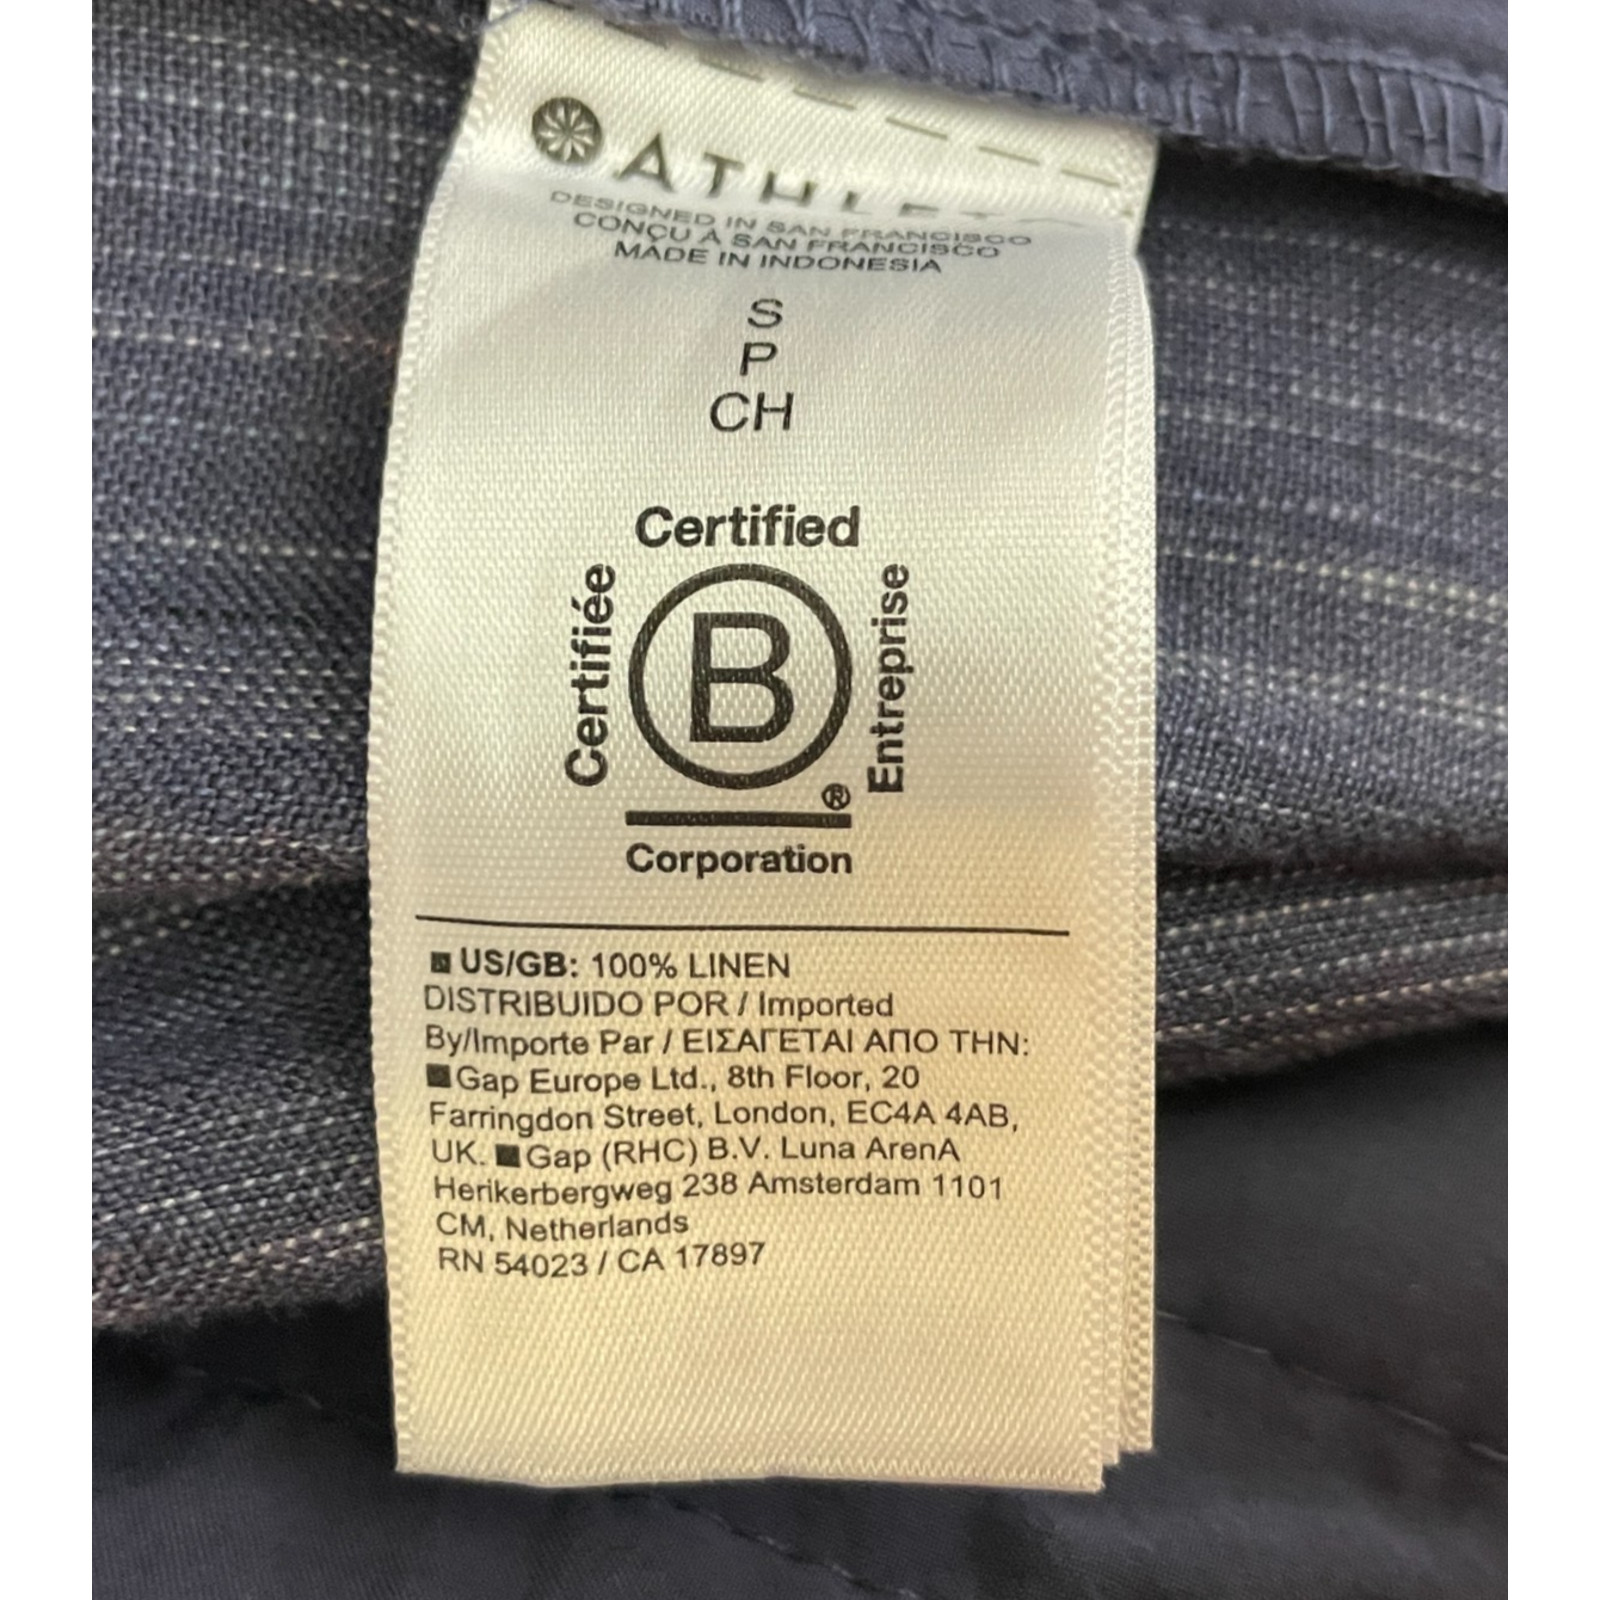 ATHLETA
DESIGNED IN SAN FRANCISCO
CONÇU À SAN FRANCISCO
MADE IN INDONESIA
S
P
CH
Certified
Certifiée
B
Entreprise
®
Corporation
US/GB: 100% LINEN
DISTRIBUIDO POR / Imported
By/Importe Par / ΕΙΣΑΓΕΤΑΙ ΑΠΟ ΤΗΝ:
Gap Europe Ltd., 8th Floor, 20
Farringdon Street, London, EC4A 4AB,
UK. Gap (RHC) B.V. Luna ArenA
Herikerbergweg 238 Amsterdam 1101
CM, Netherlands
RN 54023 / CA 17897